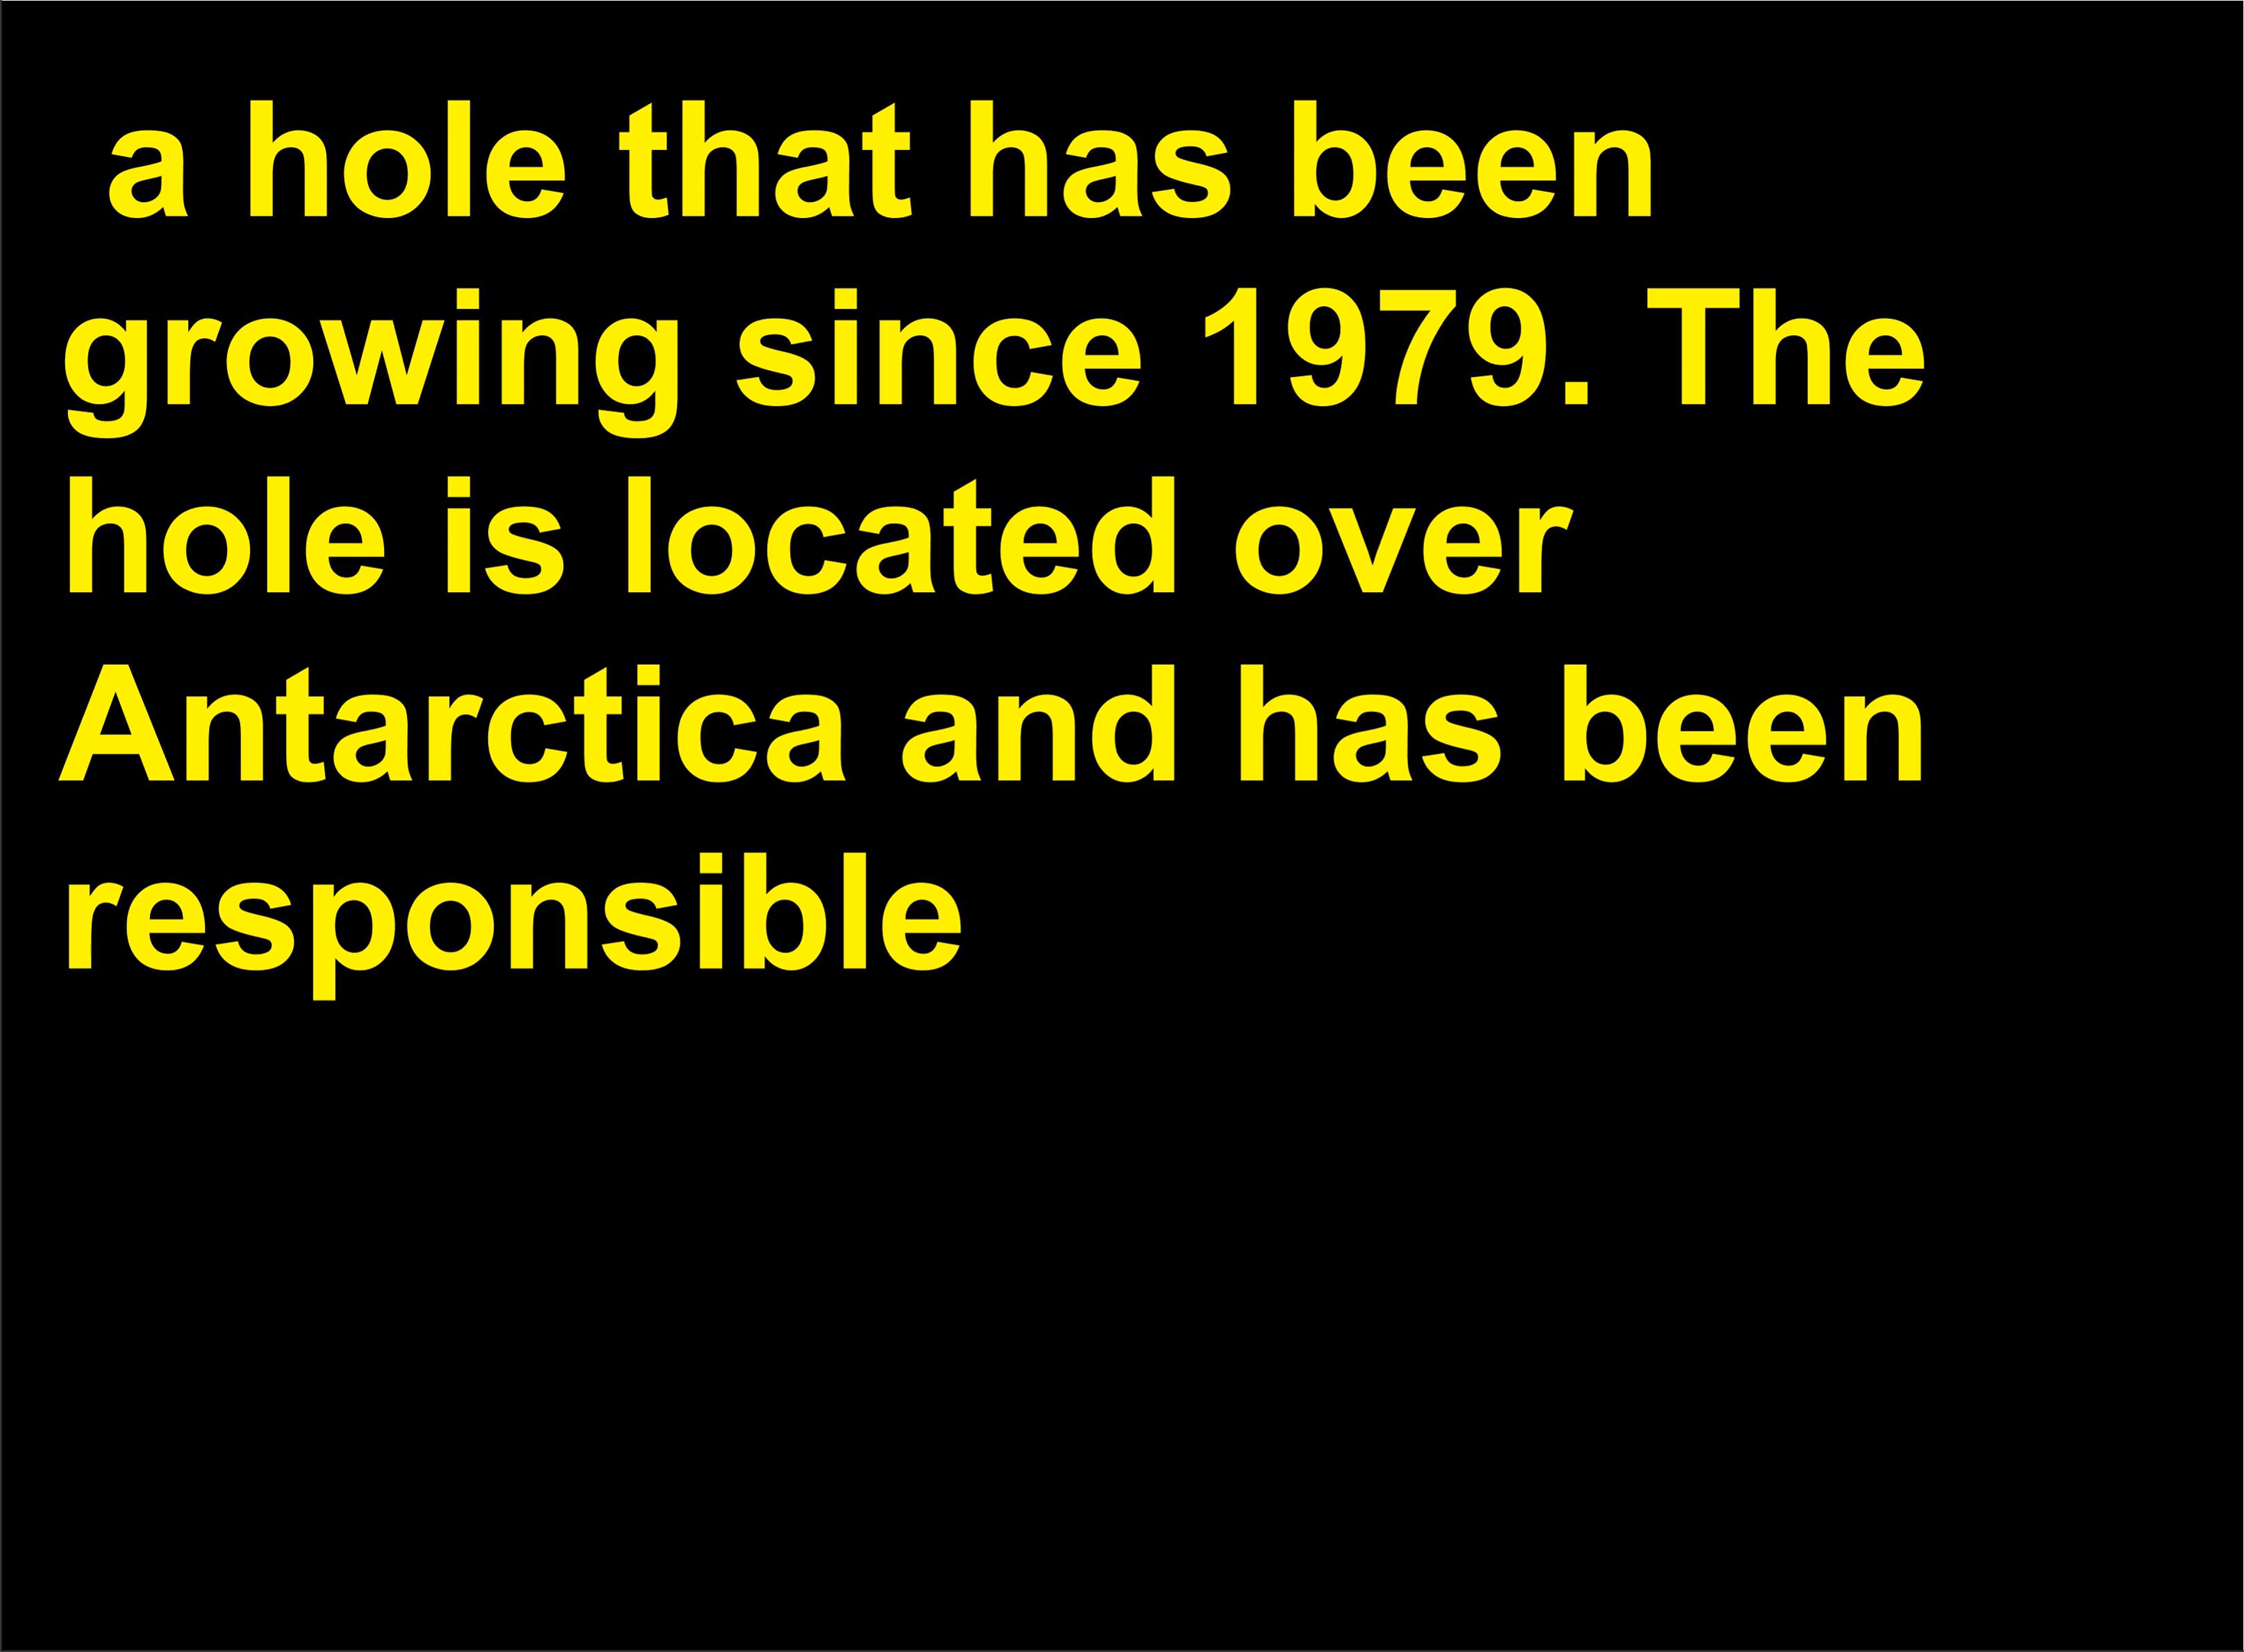 a hole that has been
growing since 1979. The
hole is located over
Antarctica and has been
responsible